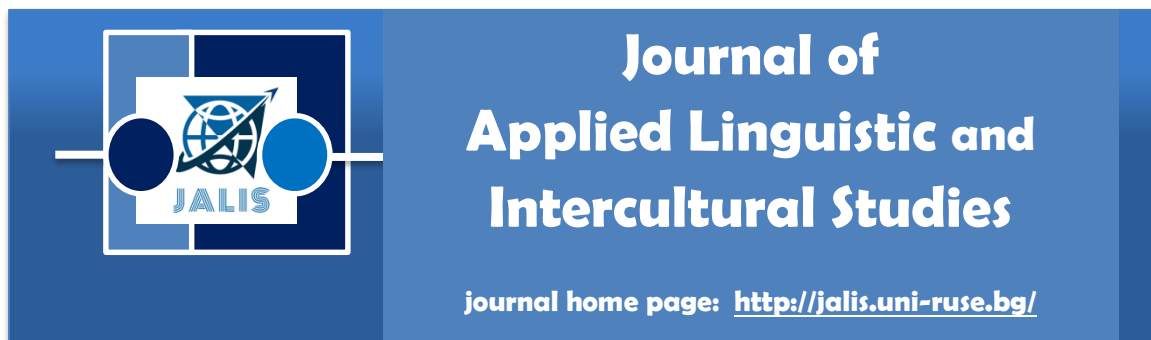 JALIS
Journal of
Applied Linguistic and
Intercultural Studies
journal home page: http://jalis.uni-ruse.bg/